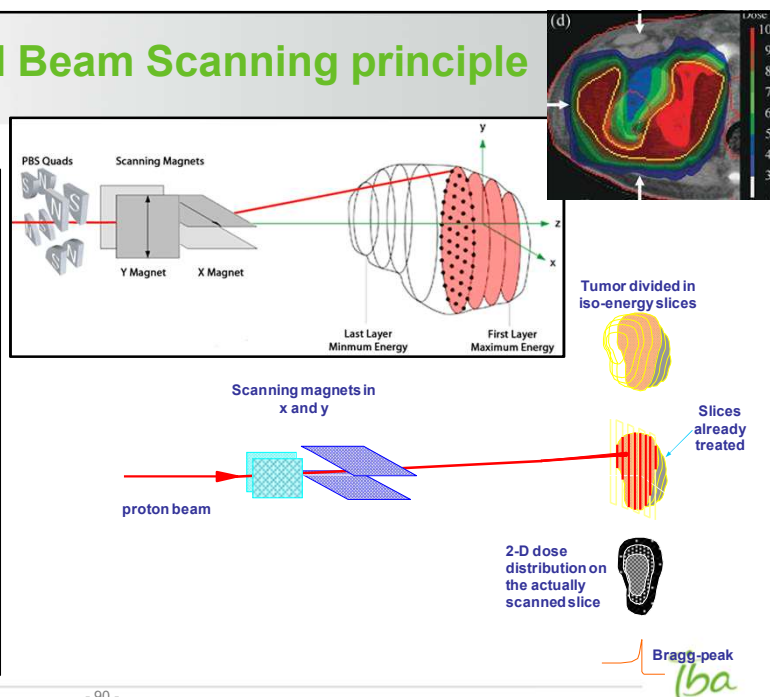 l Beam Scanning principle
(d)
Dose
10
9
8
7
6
5
4
3
PBS Quads
Scanning Magnets
S
N
S
N
y
z
x
Y Magnet
X Magnet
Last Layer
Minmum Energy
First Layer
Maximum Energy
Tumor divided in
iso-energy slices
Scanning magnets in
x and y
Slices
already
treated
proton beam
2-D dose
distribution on
the actually
scanned slice
Bragg-peak
- 90 -
iba